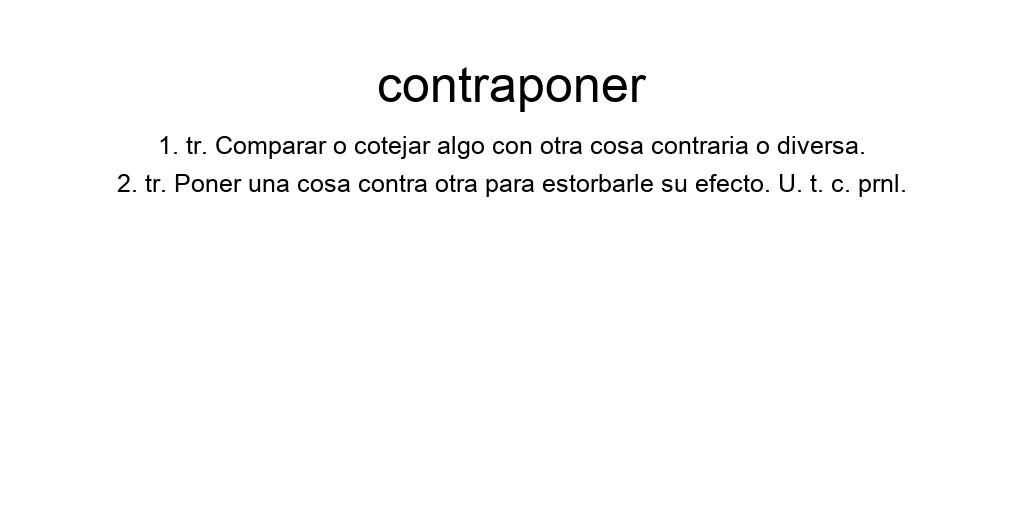 contraponer
1. tr. Comparar o cotejar algo con otra cosa contraria o diversa.
2. tr. Poner una cosa contra otra para estorbarle su efecto. U. t. c. prnl.